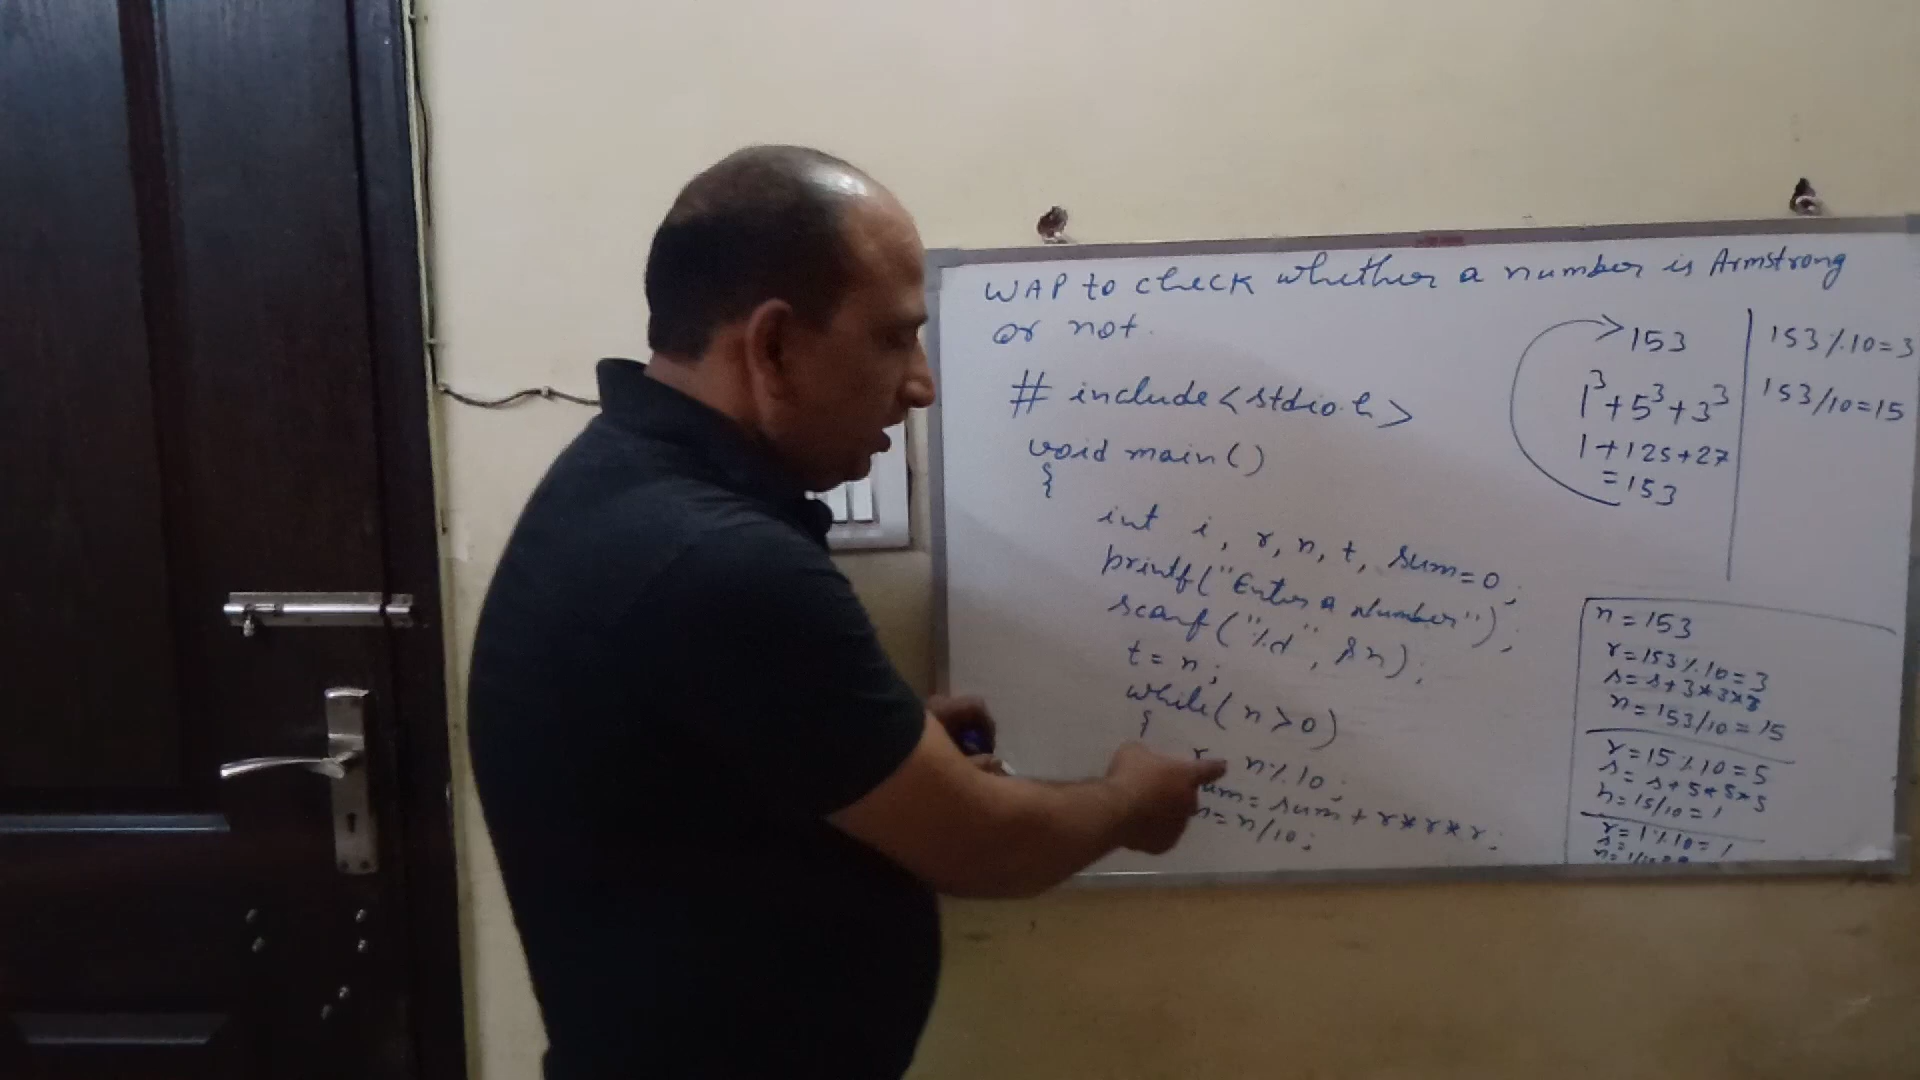 WAP to check whether a number is Armstrong
or not.
# include<stdio.h>
void main()
{
int i, r, n, t, sum=0;
printf("Enter a Number");
scanf("%d", &n);
t=n;
while(n>0)
{
r= n%10;
sum=sum+r*r*r;
n=n/10;
153
1³+5³+3³
1+125+27
=153
153%10=3
153/10=15
n=153
r=153%10=3
s=s+3*3*3
n=153/10=15
r=15%10=5
s=s+5*5*5
n=15/10=1
r=1%10=1
s=